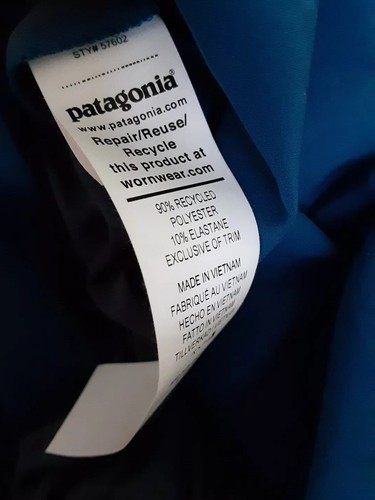 STY# 57602
patagonia®
www.patagonia.com
Repair/Reuse/
Recycle
this product at
wornwear.com
90% RECYCLED
POLYESTER
10% ELASTANE
EXCLUSIVE OF TRIM
MADE IN VIETNAM
FABRIQUÉ AU VIETNAM
HECHO EN VIETNAM
FATTO IN VIETNAM